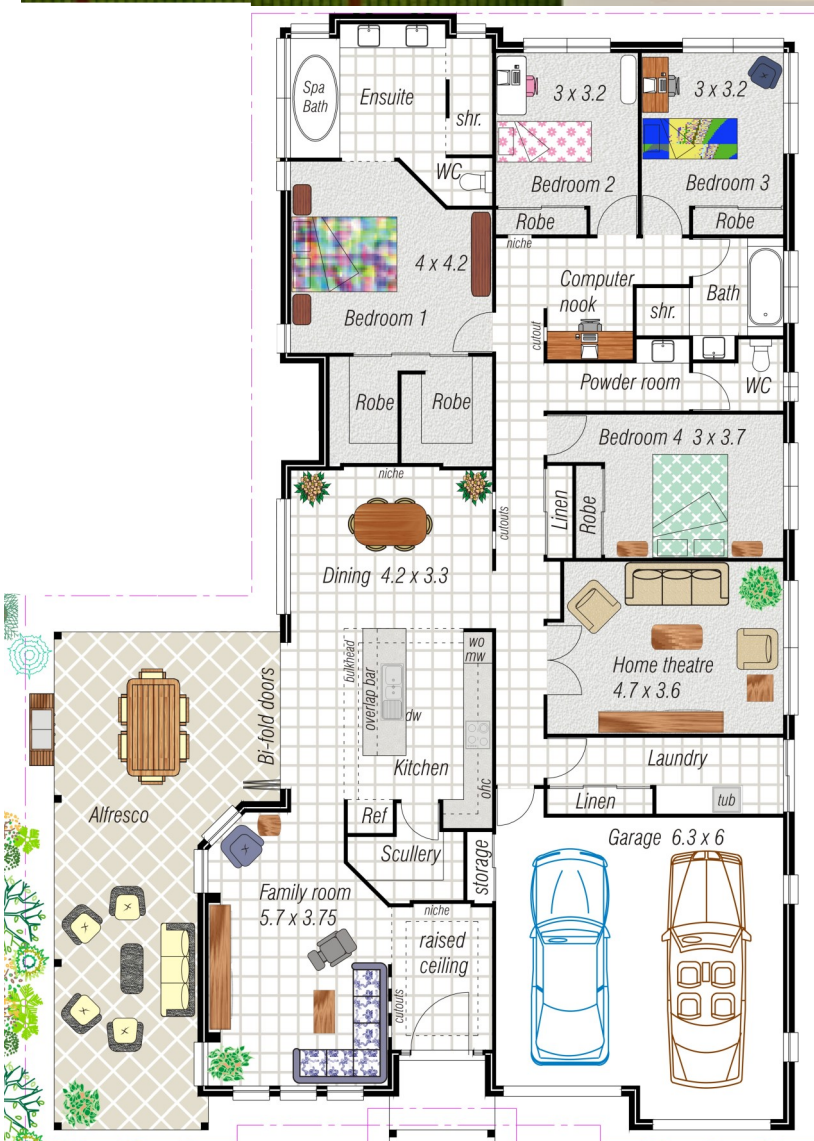 Spa
Bath
Ensuite
shr.
WC
3 x 3.2
Bedroom 2
Robe
3 x 3.2
Bedroom 3
Robe
niche
4 x 4.2
Bedroom 1
Computer
nook
cutout
shr.
Bath
Powder room
WC
Robe
Robe
Bedroom 4 3 x 3.7
Linen
Robe
niche
cutouts
Dining 4.2 x 3.3
wo
mw
bulkhead
overlap bar
dw
Kitchen
ohc
Bi-fold doors
Home theatre
4.7 x 3.6
Laundry
Linen
tub
Alfresco
Ref
Scullery
storage
Garage 6.3 x 6
Family room
5.7 x 3.75
niche
raised
ceiling
cutouts